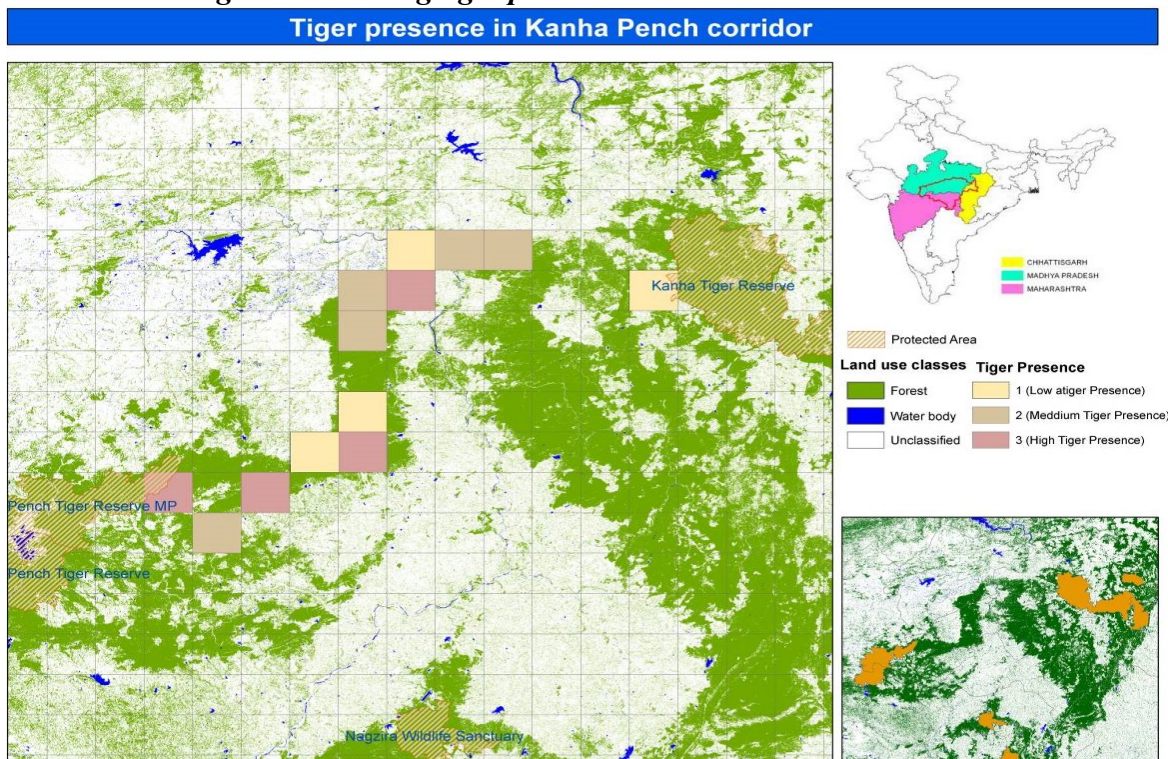 Tiger presence in Kanha Pench corridor
Kanha Tiger Reserve
Pench Tiger Reserve MP
Pench Tiger Reserve
Nagzira Wildlife Sanctuary
CHHATTISGARH
MADHYA PRADESH
MAHARASHTRA
Protected Area
Land use classes Tiger Presence
Forest 1 (Low atiger Presence)
Water body 2 (Meddium Tiger Presence)
Unclassified 3 (High Tiger Presence)